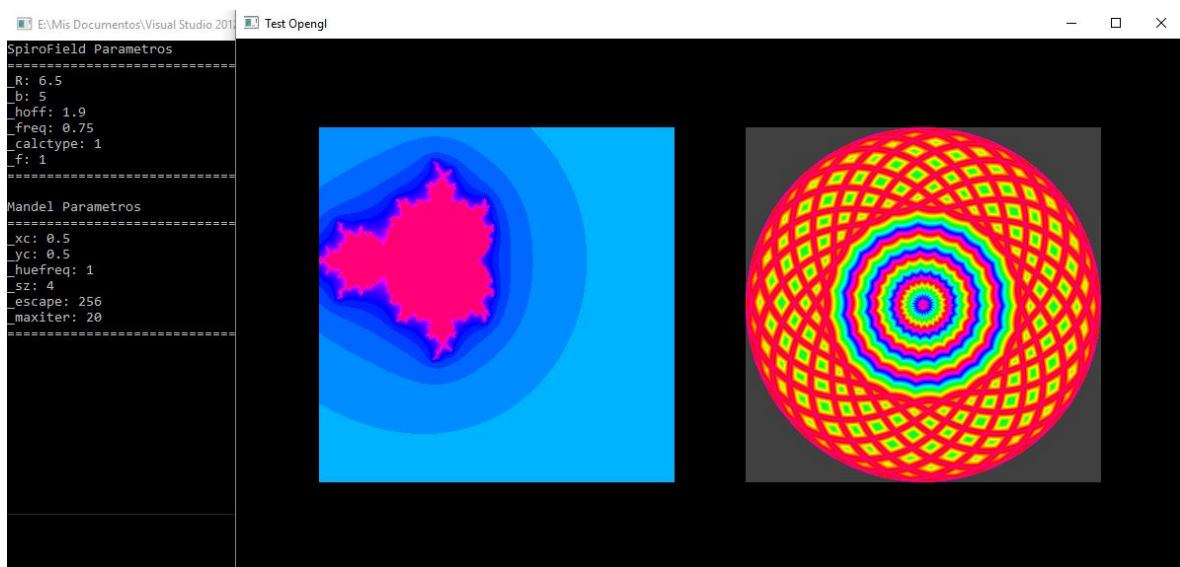 E:\Mis Documentos\Visual Studio 201
Test Opengl
SpiroField Parametros
=============================
_R: 6.5
_b: 5
_hoff: 1.9
_freq: 0.75
_calctype: 1
_f: 1
=============================
Mandel Parametros
=============================
_xc: 0.5
_yc: 0.5
_huefreq: 1
_sz: 4
_escape: 256
_maxiter: 20
=============================